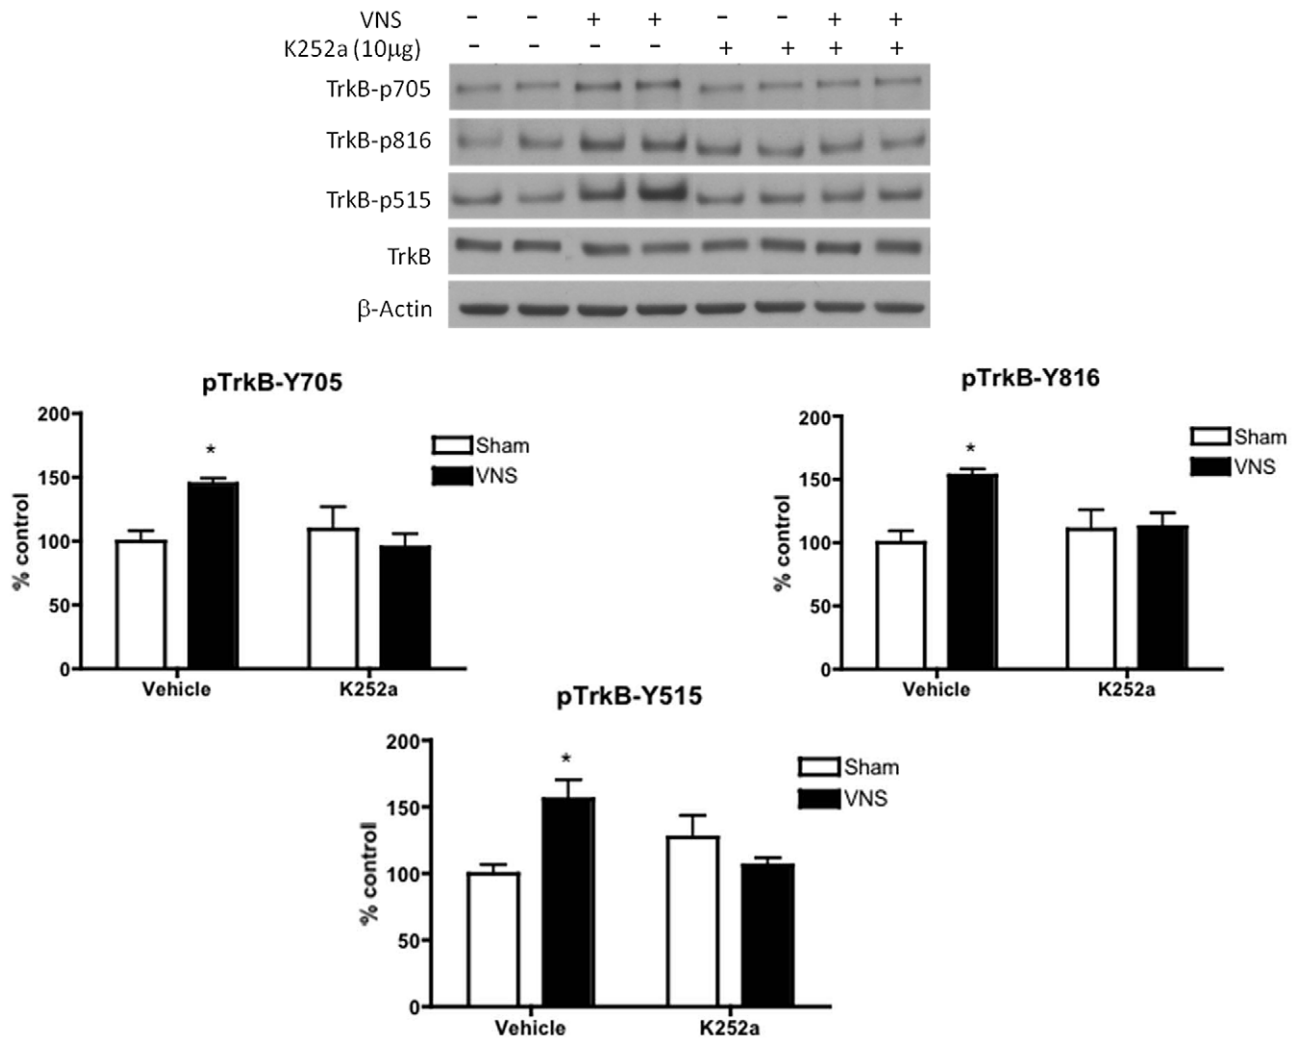 VNS - - + + - - + +
K252a (10µg) - - - - + + + +
TrkB-p705
TrkB-p816
TrkB-p515
TrkB
β-Actin
pTrkB-Y705
200
150
100
50
0
% control
*
Sham
VNS
Vehicle K252a
pTrkB-Y816
200
150
100
50
0
% control
*
Sham
VNS
Vehicle K252a
pTrkB-Y515
200
150
100
50
0
% control
*
Sham
VNS
Vehicle K252a